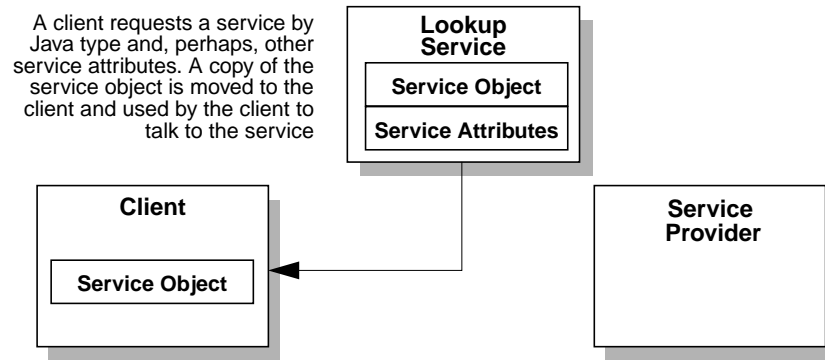 A client requests a service by
Java type and, perhaps, other
service attributes. A copy of the
service object is moved to the
client and used by the client to
talk to the service
Lookup
Service
Service Object
Service Attributes
Client
Service Object
Service
Provider